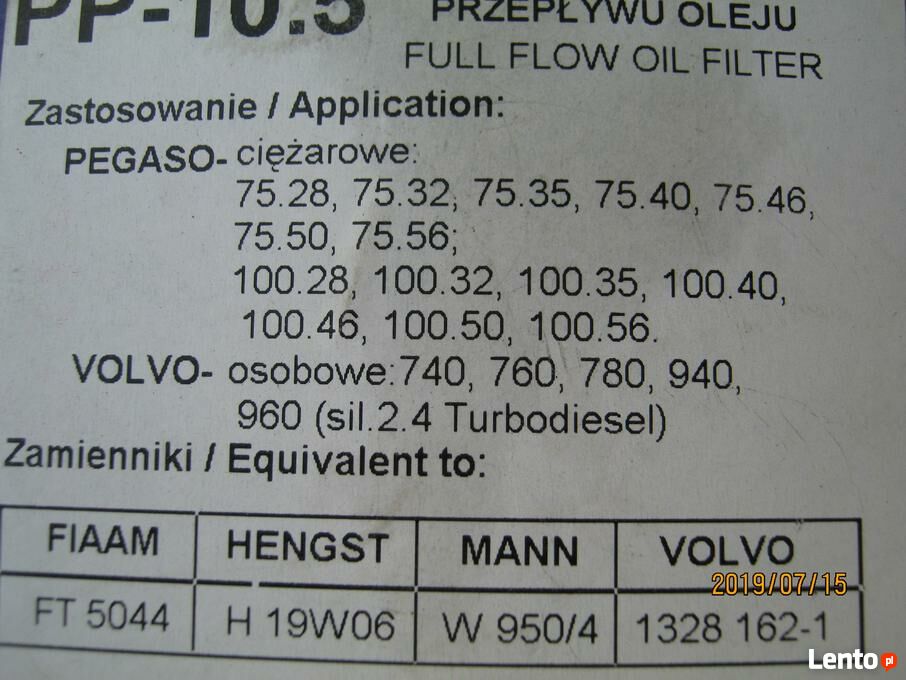 PP-10.5
PRZEPŁYWU OLEJU
FULL FLOW OIL FILTER
Zastosowanie / Application:
PEGASO- ciężarowe:
75.28, 75.32, 75.35, 75.40, 75.46,
75.50, 75.56;
100.28, 100.32, 100.35, 100.40,
100.46, 100.50, 100.56.
VOLVO- osobowe:740, 760, 780, 940,
960 (sil.2.4 Turbodiesel)
Zamienniki / Equivalent to:
FIAAM HENGST MANN VOLVO
2019/07/15
FT 5044 H 19W06 W 950/4 1328 162-1
Lento.pl